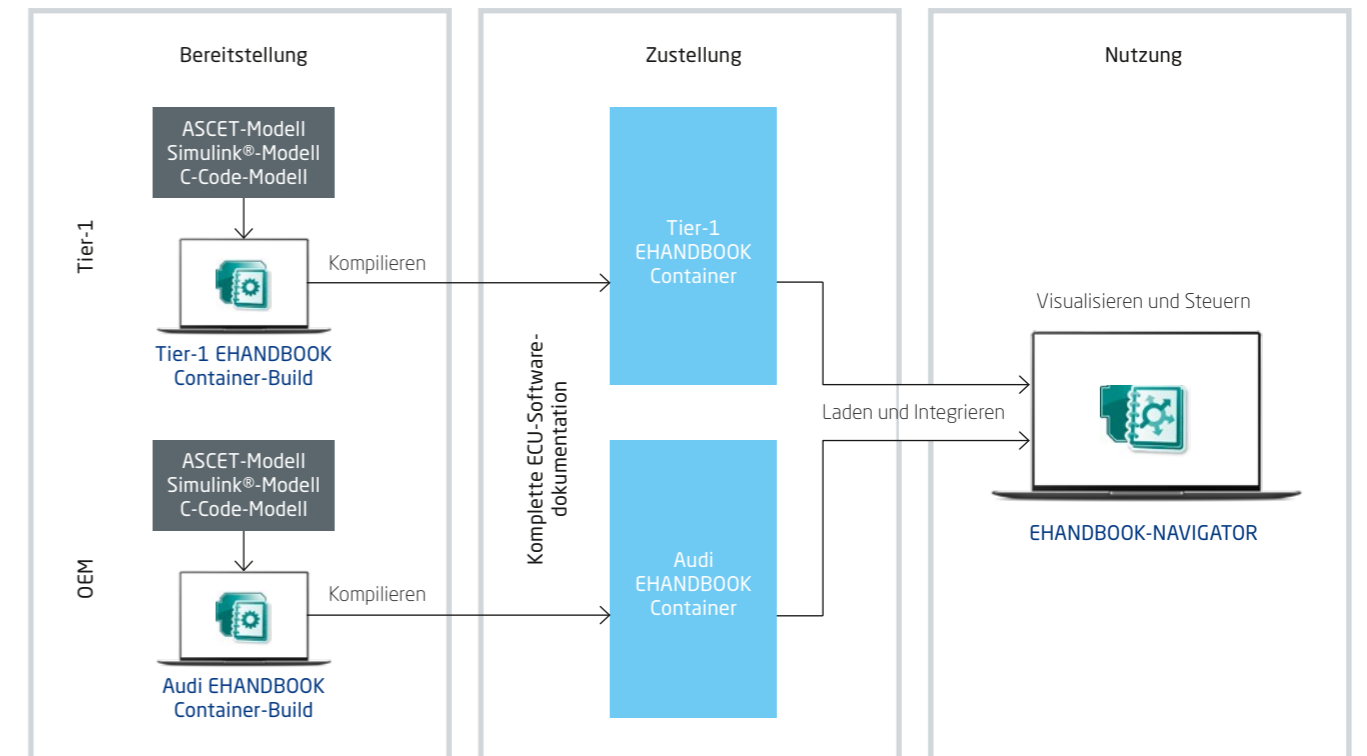 Bereitstellung
Zustellung
Nutzung
Tier-1
ASCET-Modell
Simulink®-Modell
C-Code-Modell
Kompilieren
Tier-1 EHANDBOOK
Container-Build
Tier-1
EHANDBOOK
Container
Komplette ECU-Software-
dokumentation
OEM
ASCET-Modell
Simulink®-Modell
C-Code-Modell
Kompilieren
Audi EHANDBOOK
Container-Build
Audi
EHANDBOOK
Container
Laden und Integrieren
Visualisieren und Steuern
EHANDBOOK-NAVIGATOR